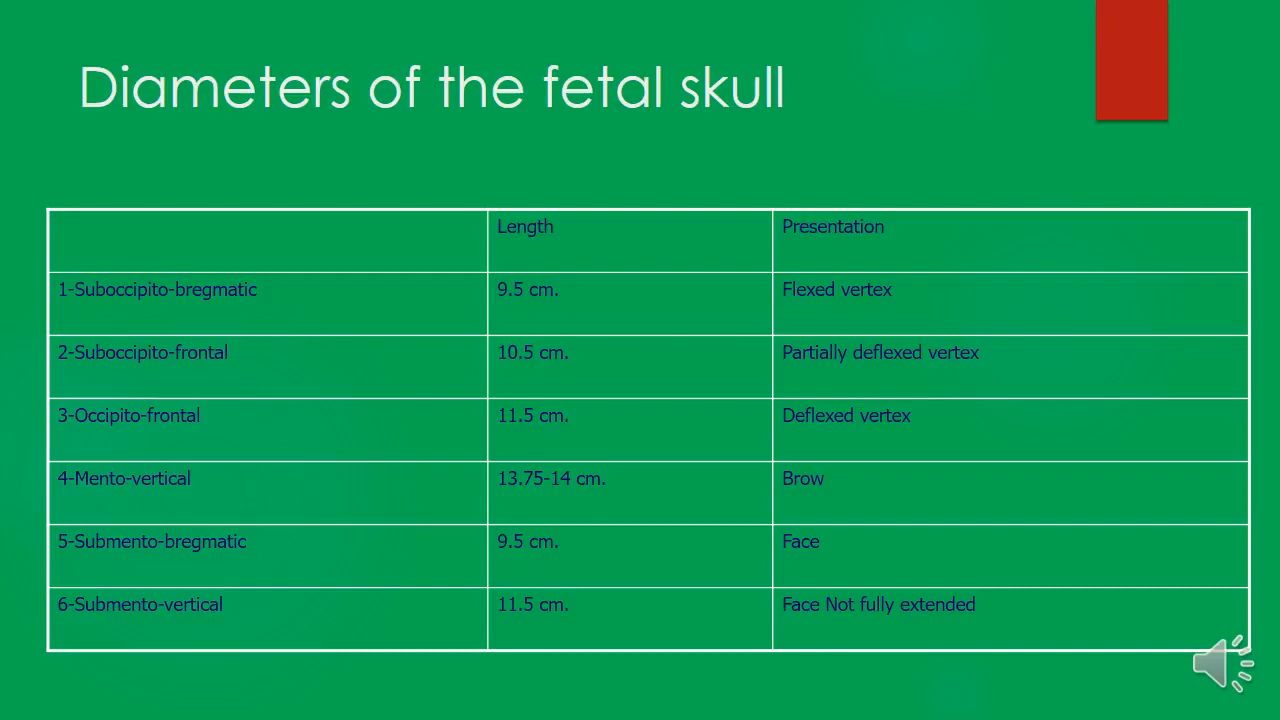 Diameters of the fetal skull
Length Presentation
1-Suboccipito-bregmatic 9.5 cm. Flexed vertex
2-Suboccipito-frontal 10.5 cm. Partially deflexed vertex
3-Occipito-frontal 11.5 cm. Deflexed vertex
4-Mento-vertical 13.75-14 cm. Brow
5-Submento-bregmatic 9.5 cm. Face
6-Submento-vertical 11.5 cm. Face Not fully extended